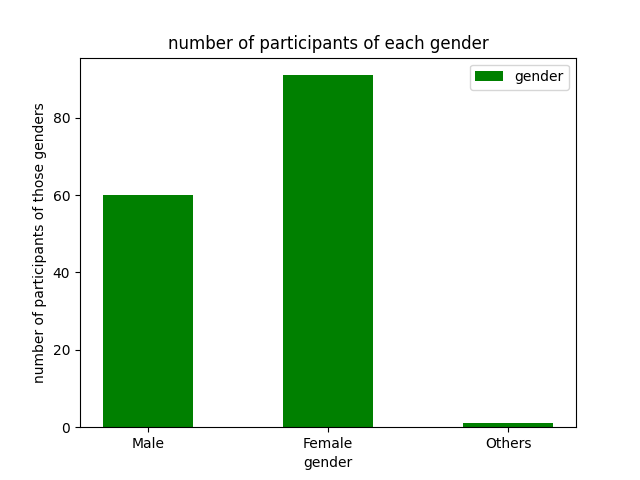 number of participants of each gender
gender
number of participants of those genders
80
60
40
20
0
Male Female Others
gender